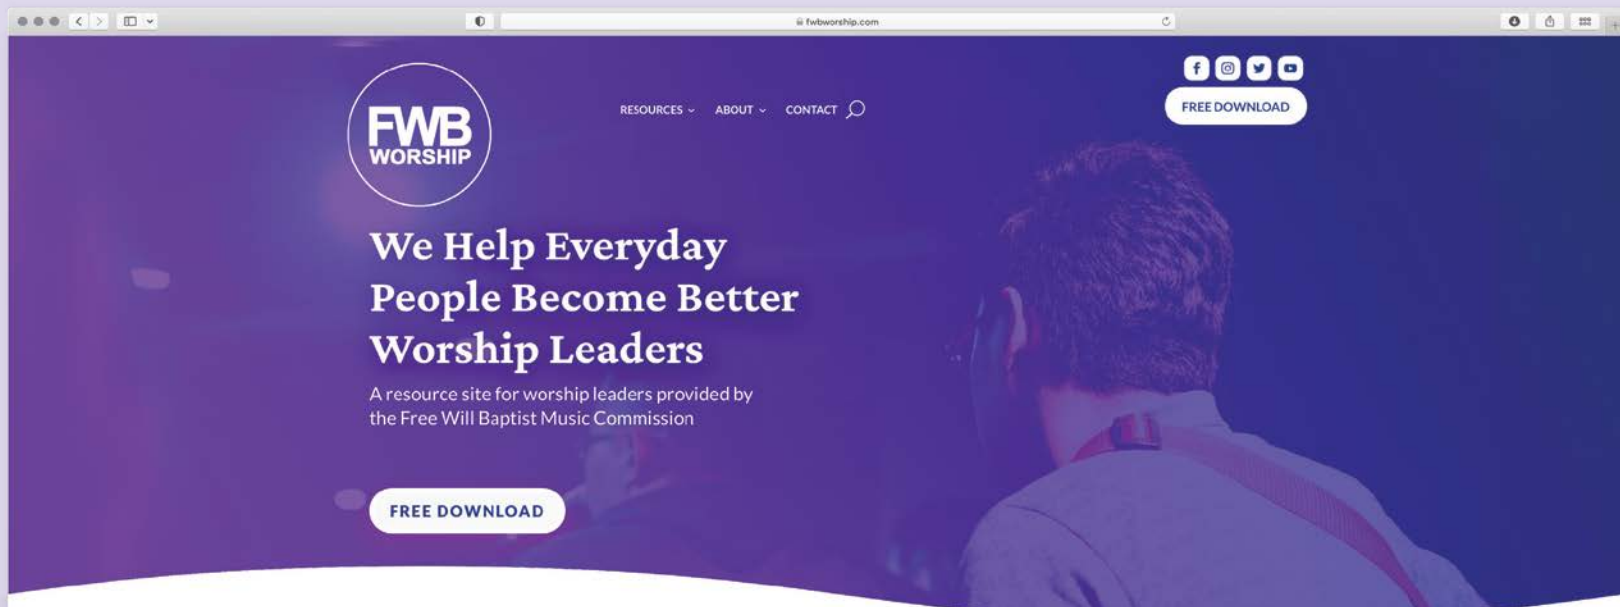 fwbworship.com
FWB
WORSHIP
RESOURCES
ABOUT
CONTACT
FREE DOWNLOAD
We Help Everyday
People Become Better
Worship Leaders
A resource site for worship leaders provided by
the Free Will Baptist Music Commission
FREE DOWNLOAD